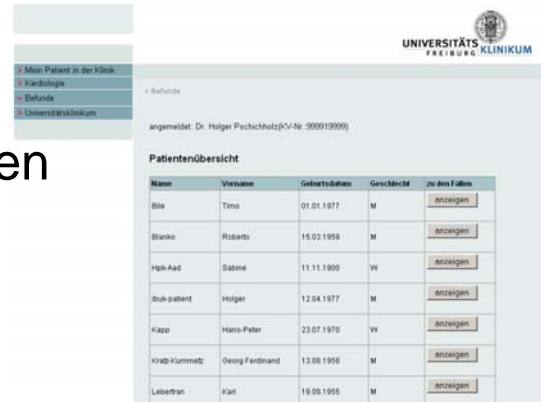 UNIVERSITÄTS
FREIBURG KLINIKUM
> Mein Patient in der Klinik
> Kardiologie
Befunde
> Universitätsklinikum
« Befunde
angemeldet: Dr. Holger Pschichholz(KV-Nr.:999919999)
en
Patientenübersicht
Name Vorname Geburtsdatum Geschlecht zu den Fällen
Bile Timo 01.01.1977 M anzeigen
Blanko Roberto 15.03.1959 M anzeigen
Hpk-Aad Sabine 11.11.1900 W anzeigen
ibuk-patient Holger 12.04.1977 M anzeigen
Kapp Hans-Peter 23.07.1970 W anzeigen
Kratz-Kummetz Georg Ferdinand 13.08.1958 M anzeigen
Lebertran Karl 19.09.1955 M anzeigen